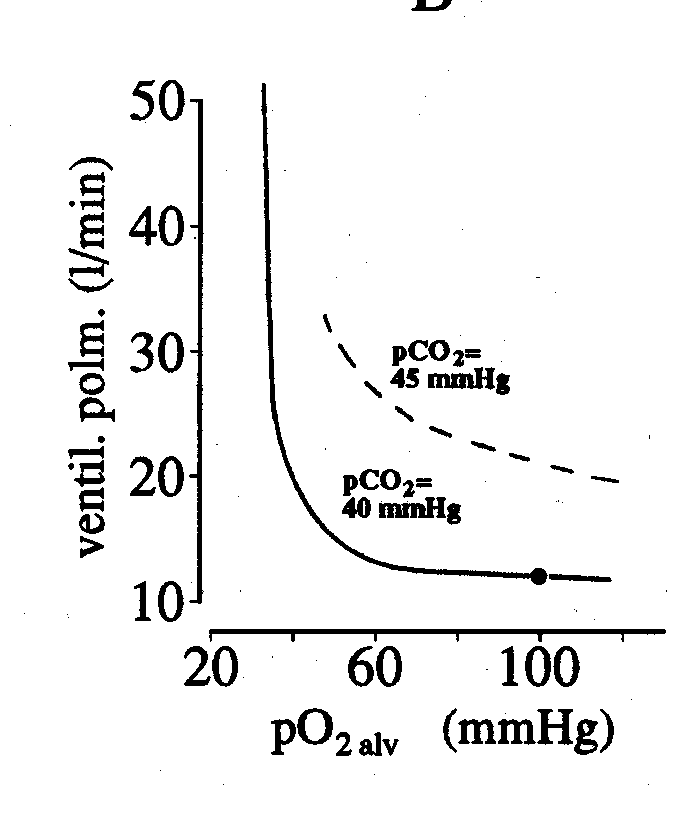 B
50
40
30
20
10
ventil. polm. (l/min)
pCO₂=
45 mmHg
pCO₂=
40 mmHg
20 60 100
pO₂ alv (mmHg)